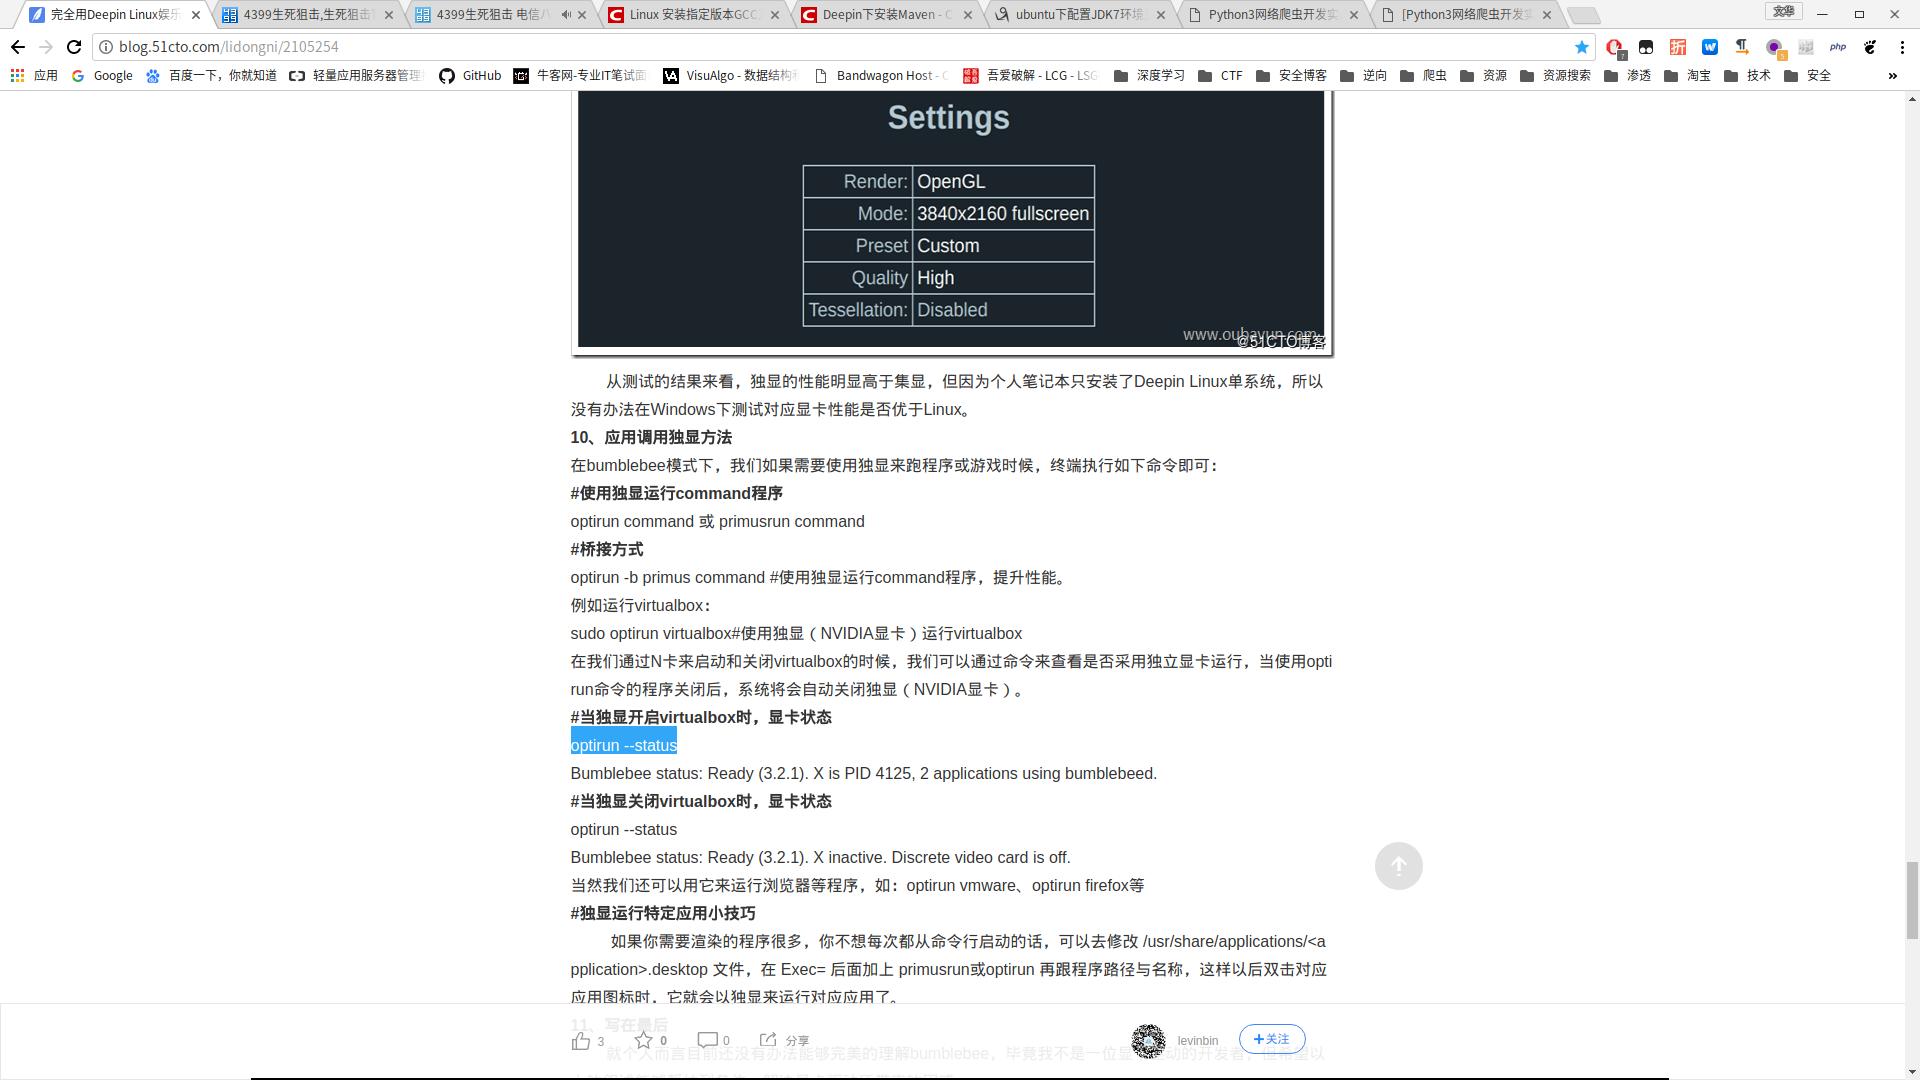 完全用Deepin Linux娱乐
4399生死狙击,生死狙击
4399生死狙击 电信八
Linux 安装指定版本GCC
Deepin下安装Maven - C
ubuntu下配置JDK7环境
Python3网络爬虫开发实
[Python3网络爬虫开发实
blog.51cto.com/lidongni/2105254
应用
Google
百度一下，你就知道
轻量应用服务器管理
GitHub
牛客网-专业IT笔试面
VisuAlgo - 数据结构和
Bandwagon Host - C
吾爱破解 - LCG - LSG
深度学习
CTF
安全博客
逆向
爬虫
资源
资源搜索
渗透
淘宝
技术
安全
»
Settings
Render: OpenGL
Mode: 3840x2160 fullscreen
Preset Custom
Quality High
Tessellation: Disabled
www.oubayun.com
@51CTO博客
从测试的结果来看，独显的性能明显高于集显，但因为个人笔记本只安装了Deepin Linux单系统，所以
没有办法在Windows下测试对应显卡性能是否优于Linux。
10、应用调用独显方法
在bumblebee模式下，我们如果需要使用独显来跑程序或游戏时候，终端执行如下命令即可：
#使用独显运行command程序
optirun command 或 primusrun command
#桥接方式
optirun -b primus command #使用独显运行command程序，提升性能。
例如运行virtualbox：
sudo optirun virtualbox#使用独显（NVIDIA显卡）运行virtualbox
在我们通过N卡来启动和关闭virtualbox的时候，我们可以通过命令来查看是否采用独立显卡运行，当使用opti
run命令的程序关闭后，系统将会自动关闭独显（NVIDIA显卡）。
#当独显开启virtualbox时，显卡状态
optirun --status
Bumblebee status: Ready (3.2.1). X is PID 4125, 2 applications using bumblebeed.
#当独显关闭virtualbox时，显卡状态
optirun --status
Bumblebee status: Ready (3.2.1). X inactive. Discrete video card is off.
当然我们还可以用它来运行浏览器等程序，如：optirun vmware、optirun firefox等
#独显运行特定应用小技巧
如果你需要渲染的程序很多，你不想每次都从命令行启动的话，可以去修改 /usr/share/applications/<a
pplication>.desktop 文件，在 Exec= 后面加上 primusrun或optirun 再跟程序路径与名称，这样以后双击对应
应用图标时，它就会以独显来运行对应应用了。
11、写在最后
3
0
0
分享
levinbin
+关注
就个人而言目前还没有办法能够完美的理解bumblebee，毕竟我不是一位显